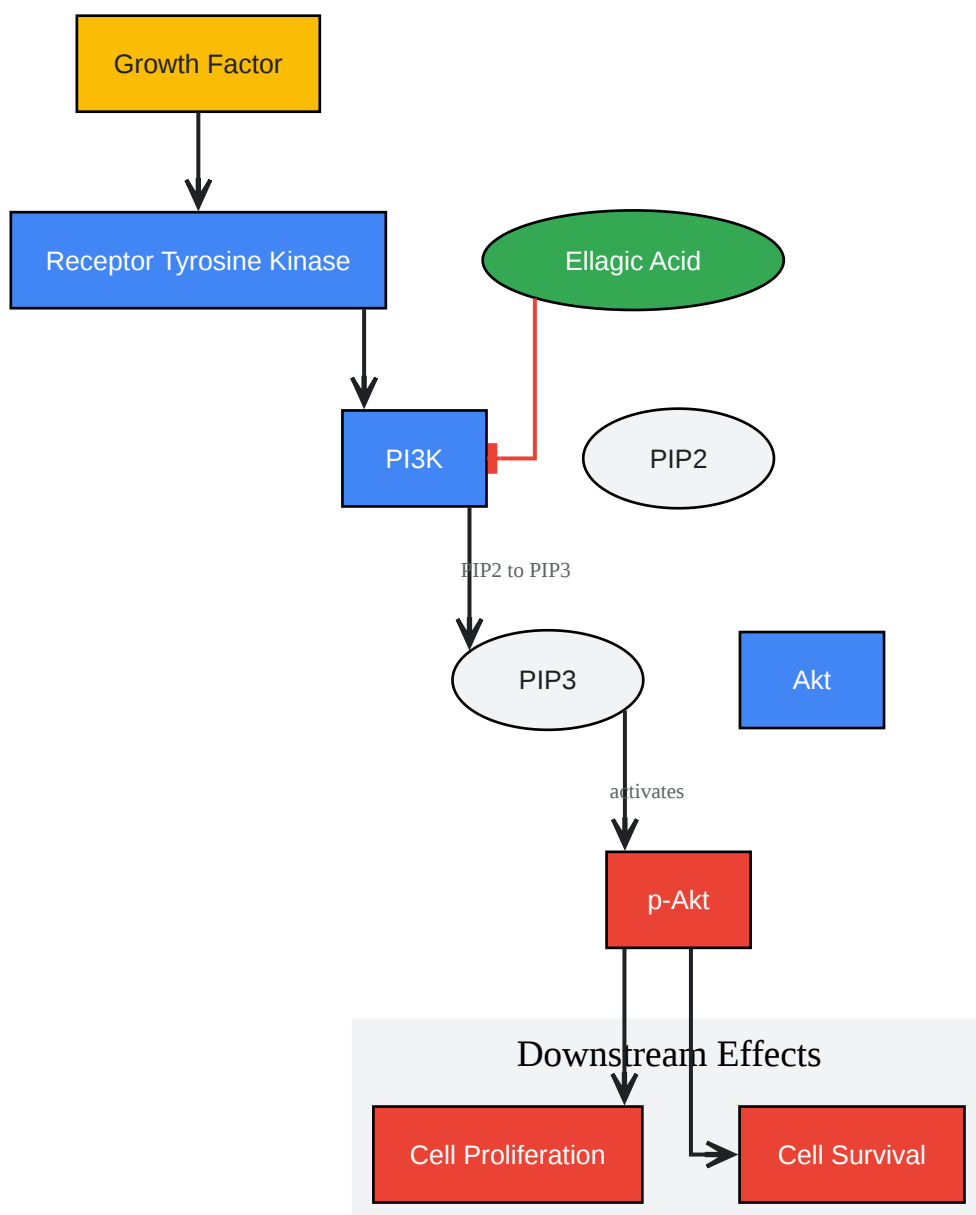 Growth Factor
Receptor Tyrosine Kinase
Ellagic Acid
PI3K
PIP2
PIP2 to PIP3
PIP3
Akt
activates
p-Akt
Downstream Effects
Cell Proliferation
Cell Survival